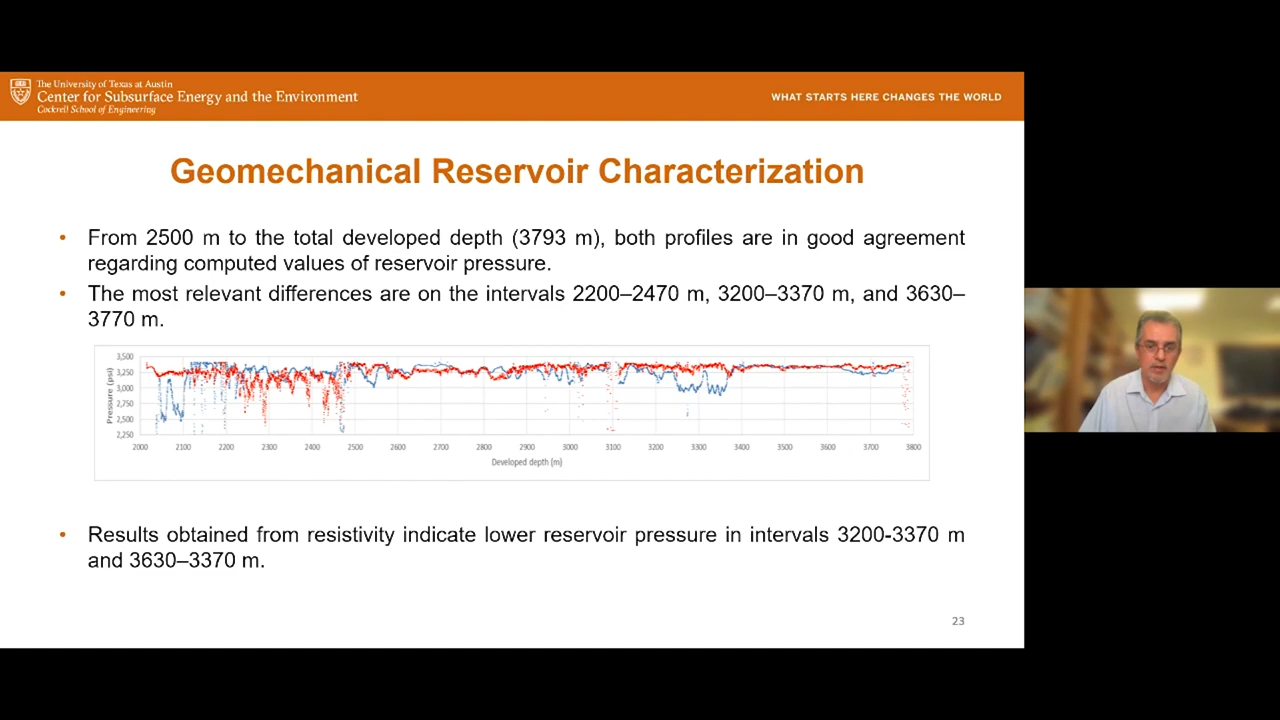 The University of Texas at Austin
Center for Subsurface Energy and the Environment
Cockrell School of Engineering
WHAT STARTS HERE CHANGES THE WORLD
Geomechanical Reservoir Characterization
• From 2500 m to the total developed depth (3793 m), both profiles are in good agreement
regarding computed values of reservoir pressure.
• The most relevant differences are on the intervals 2200–2470 m, 3200–3370 m, and 3630–
3770 m.
Pressure (psi)
3,500
3,250
3,000
2,750
2,500
2,250
2000 2100 2200 2300 2400 2500 2600 2700 2800 2900 3000 3100 3200 3300 3400 3500 3600 3700 3800
Developed depth (m)
• Results obtained from resistivity indicate lower reservoir pressure in intervals 3200-3370 m
and 3630–3370 m.
23